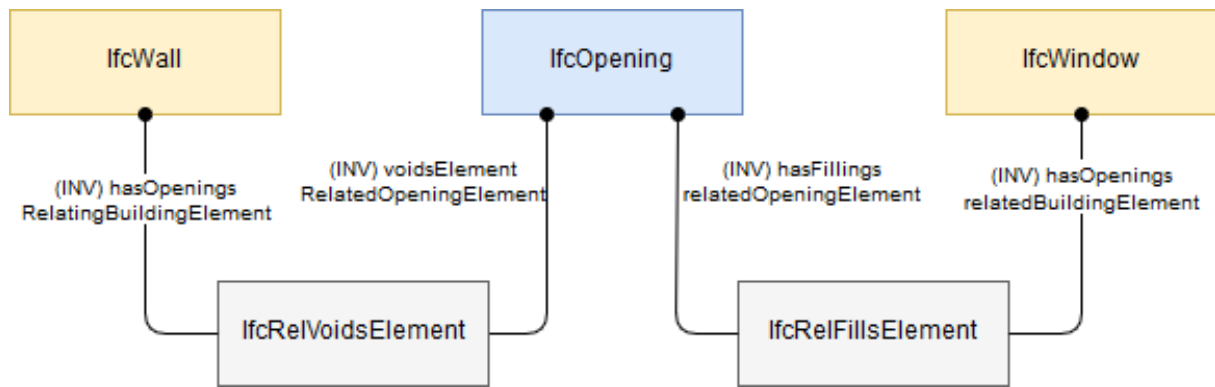 IfcWall
IfcOpening
IfcWindow
(INV) hasOpenings
RelatingBuildingElement
(INV) voidsElement
RelatedOpeningElement
(INV) hasFillings
relatedOpeningElement
(INV) hasOpenings
relatedBuildingElement
IfcRelVoidsElement
IfcRelFillsElement